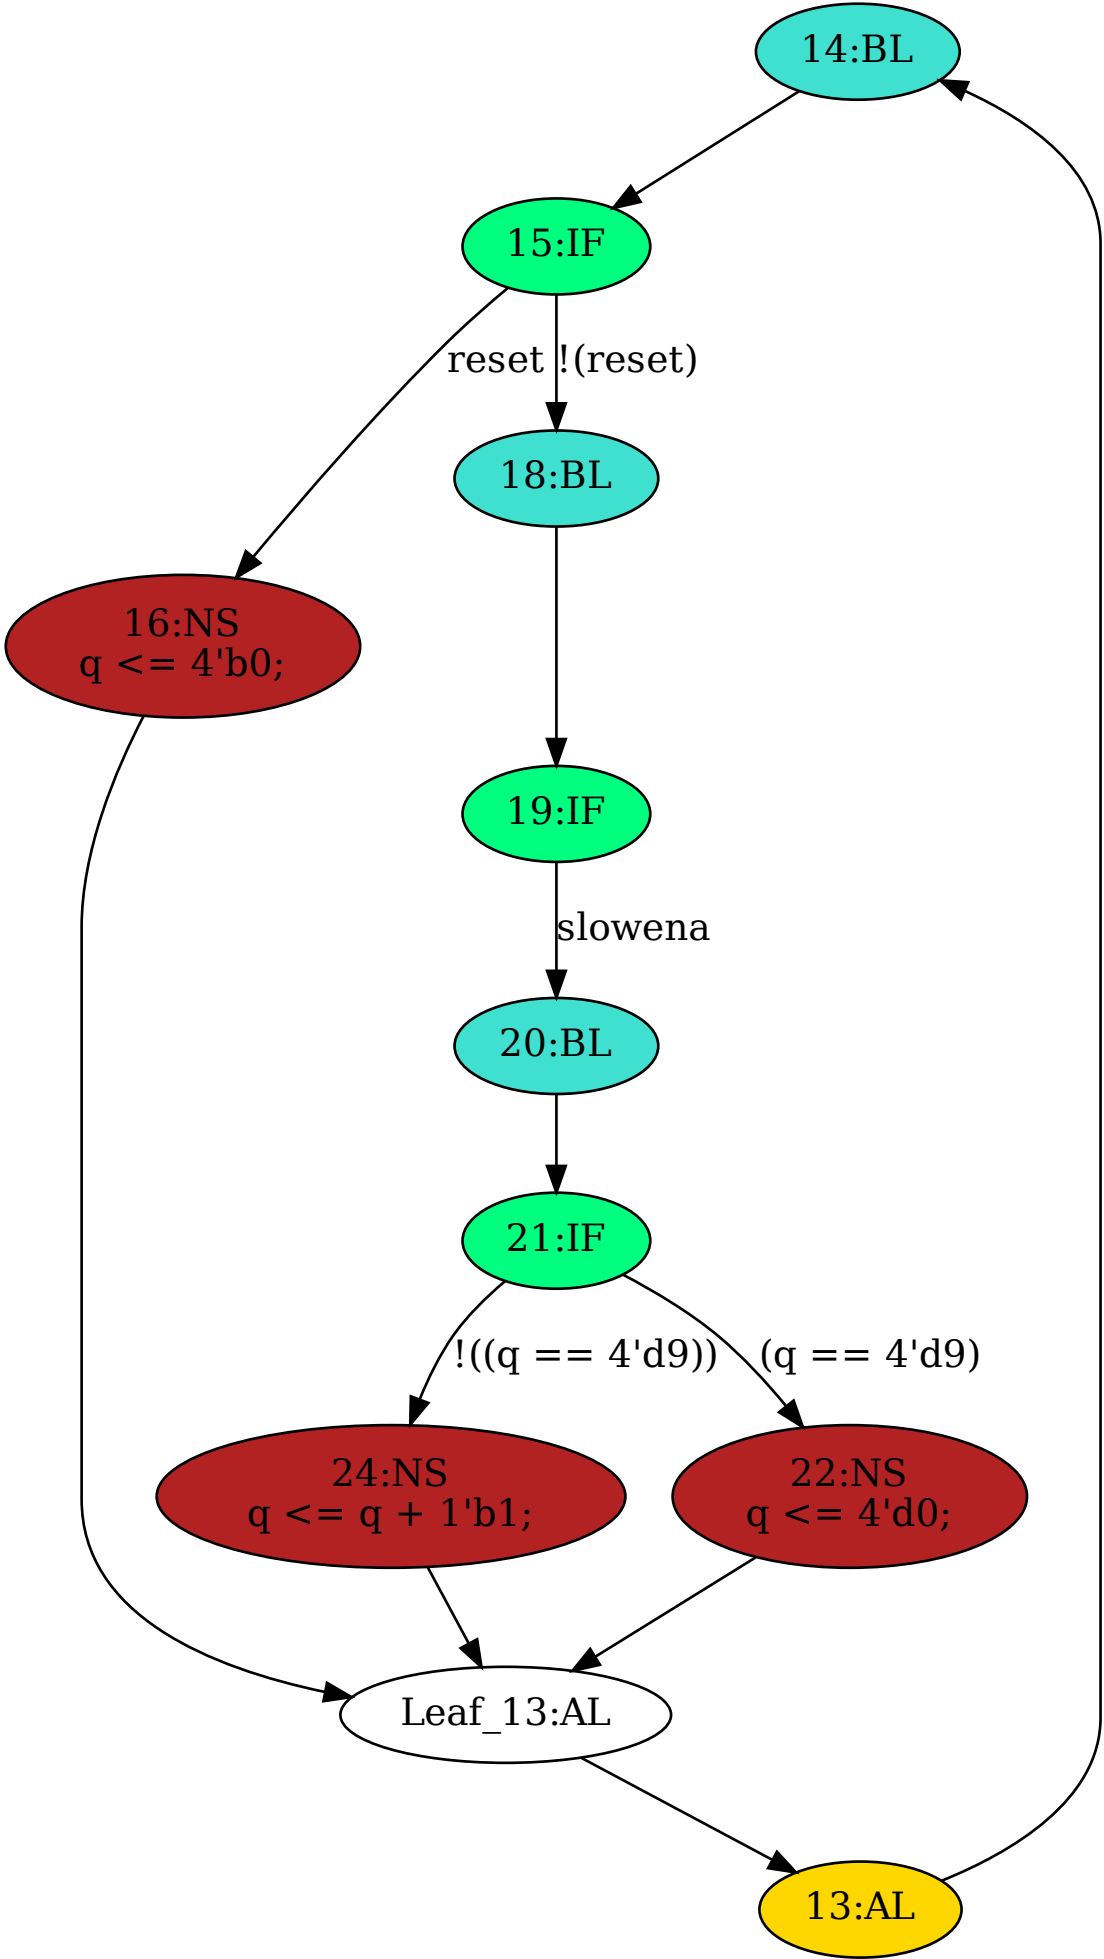 14:BL
15:IF
reset
!(reset)
18:BL
16:NS
q <= 4'b0;
19:IF
slowena
20:BL
21:IF
!((q == 4'd9))
(q == 4'd9)
24:NS
q <= q + 1'b1;
22:NS
q <= 4'd0;
Leaf_13:AL
13:AL